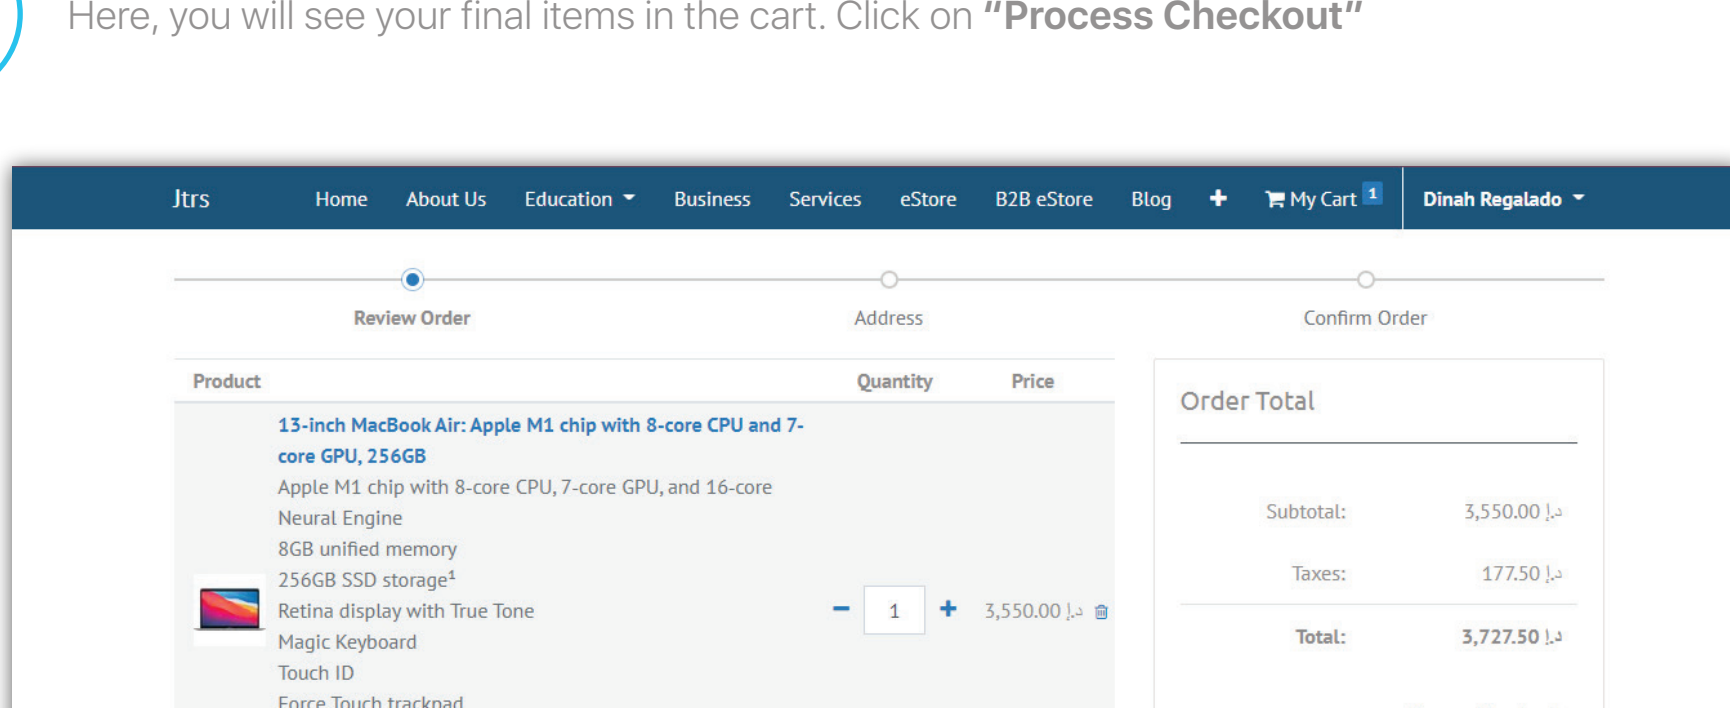 Here, you will see your final items in the cart. Click on "Process Checkout"
Jtrs Home About Us Education Business Services eStore B2B eStore Blog + My Cart 1 Dinah Regalado
Review Order Address Confirm Order
Product Quantity Price
13-inch MacBook Air: Apple M1 chip with 8-core CPU and 7-
core GPU, 256GB
Apple M1 chip with 8-core CPU, 7-core GPU, and 16-core
Neural Engine
8GB unified memory
256GB SSD storage¹
Retina display with True Tone
Magic Keyboard
Touch ID
Force Touch trackpad
− 1 + 3,550.00 د.إ
Order Total
Subtotal: 3,550.00 د.إ
Taxes: 177.50 د.إ
Total: 3,727.50 د.إ